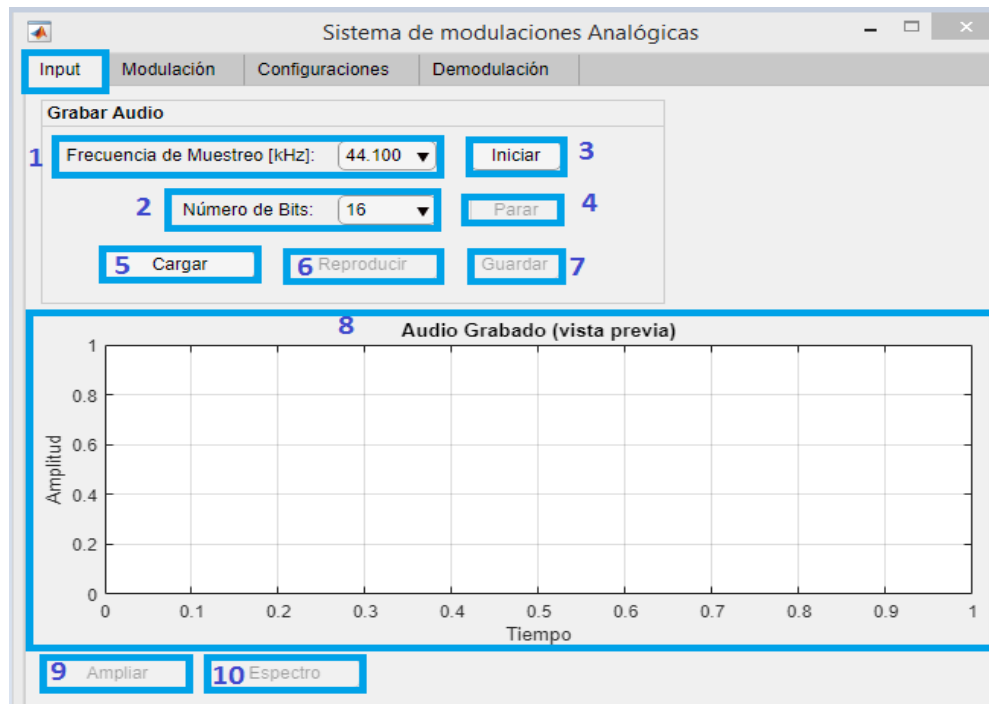 Sistema de modulaciones Analógicas
Input Modulación Configuraciones Demodulación
Grabar Audio
1 Frecuencia de Muestreo [kHz]: 44.100 Iniciar 3
2 Número de Bits: 16 Parar 4
5 Cargar 6 Reproducir Guardar 7
8 Audio Grabado (vista previa)
1
0.8
0.6
0.4
0.2
0
Amplitud
0 0.1 0.2 0.3 0.4 0.5 0.6 0.7 0.8 0.9 1
Tiempo
9 Ampliar 10 Espectro